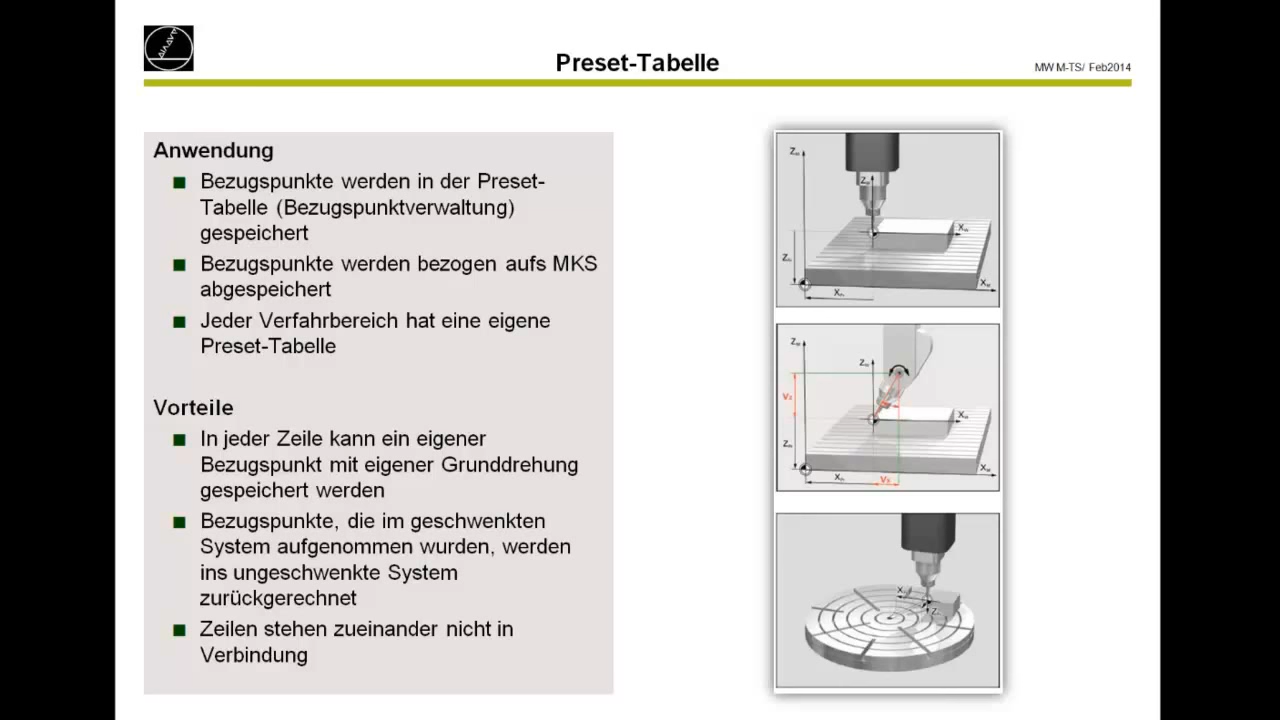 Preset-Tabelle
MW M-TS/ Feb2014
Anwendung
Bezugspunkte werden in der Preset-
Tabelle (Bezugspunktverwaltung)
gespeichert
Bezugspunkte werden bezogen aufs MKS
abgespeichert
Jeder Verfahrbereich hat eine eigene
Preset-Tabelle
Vorteile
In jeder Zeile kann ein eigener
Bezugspunkt mit eigener Grunddrehung
gespeichert werden
Bezugspunkte, die im geschwenkten
System aufgenommen wurden, werden
ins ungeschwenkte System
zurückgerechnet
Zeilen stehen zueinander nicht in
Verbindung